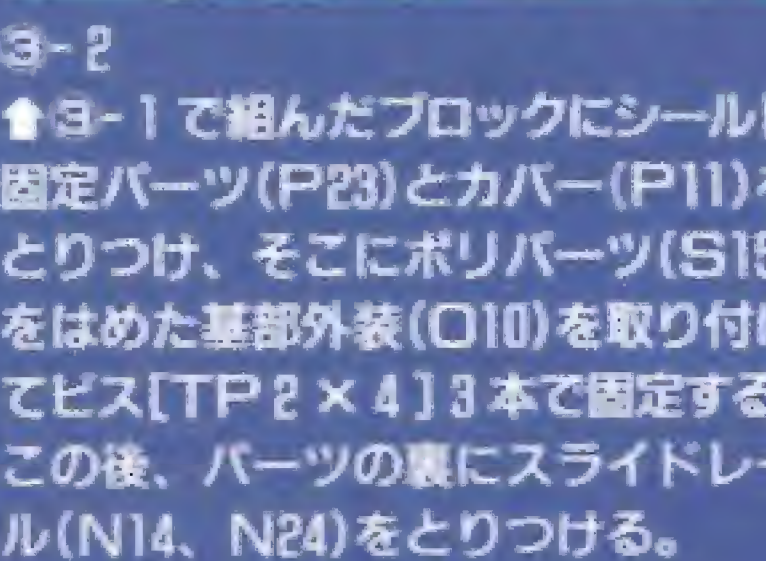 ③-2
⬆③-1で組んだブロックにシール
固定パーツ(P23)とカバー(P11)
とりつけ、そこにポリパーツ(S15
をはめた基部外装(O10)を取り付け
てビス[TP2×4]3本で固定する
この後、パーツの裏にスライドレー
ル(N14、N24)をとりつける。